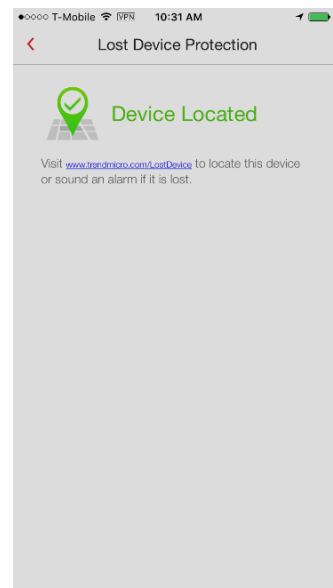 T-Mobile VPN 10:31 AM
Lost Device Protection
Device Located
Visit www.trendmicro.com/LostDevice to locate this device
or sound an alarm if it is lost.